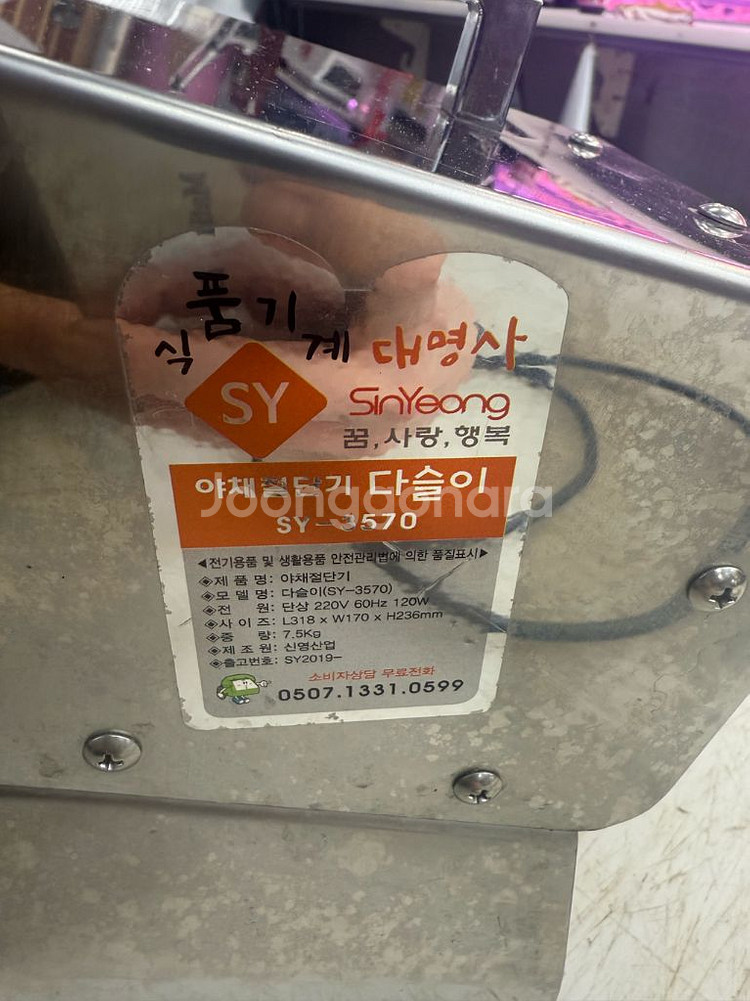 식품기계 대명사
SY
SinYeong
꿈,사랑,행복
야채절단기 다슬이
SY-3570
Joonggonara
◀전기용품 및 생활용품 안전관리법에 의한 품질표시▶
◈제 품 명: 야채절단기
◈모 델 명: 다슬이(SY-3570)
◈전 원: 단상 220V 60Hz 120W
◈사 이 즈: L318 x W170 x H236mm
◈중 량: 7.5Kg
◈제 조 원: 신영산업
◈출고번호: SY2019-
소비자상담 무료전화
0507.1331.0599